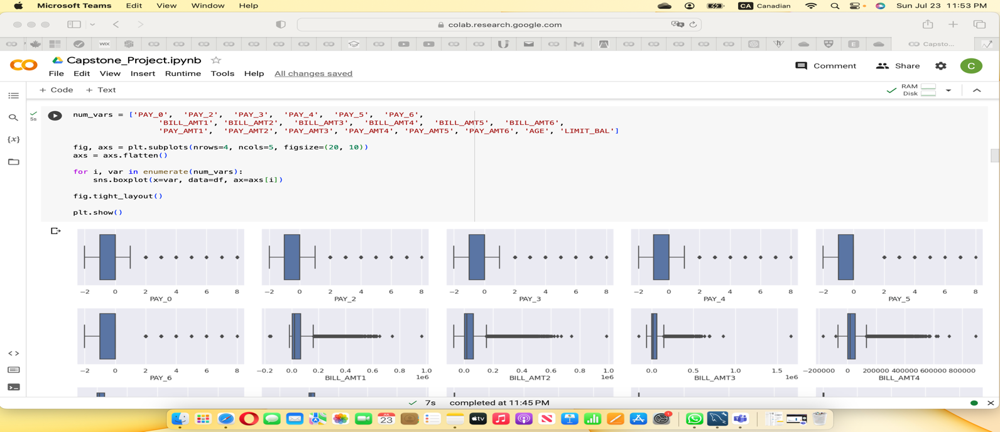 Microsoft Teams Edit View Window Help CA Canadian Sun Jul 23 11:53 PM
colab.research.google.com
WIX U M h E Capsto...
Capstone_Project.ipynb
Comment Share C
File Edit View Insert Runtime Tools Help All changes saved
+ Code + Text
RAM
Disk
5s
{x}
num_vars = ['PAY_0', 'PAY_2', 'PAY_3', 'PAY_4', 'PAY_5', 'PAY_6',
'BILL_AMT1', 'BILL_AMT2', 'BILL_AMT3', 'BILL_AMT4', 'BILL_AMT5', 'BILL_AMT6',
'PAY_AMT1', 'PAY_AMT2', 'PAY_AMT3', 'PAY_AMT4', 'PAY_AMT5', 'PAY_AMT6', 'AGE', 'LIMIT_BAL']
fig, axs = plt.subplots(nrows=4, ncols=5, figsize=(20, 10))
axs = axs.flatten()
for i, var in enumerate(num_vars):
sns.boxplot(x=var, data=df, ax=axs[i])
fig.tight_layout()
plt.show()
−2 0 2 4 6 8 −2 0 2 4 6 8 −2 0 2 4 6 8 −2 0 2 4 6 8 −2 0 2 4 6 8
PAY_0 PAY_2 PAY_3 PAY_4 PAY_5
−2 0 2 4 6 8 −0.2 0.0 0.2 0.4 0.6 0.8 1.0 0.0 0.2 0.4 0.6 0.8 1.0 0.0 0.5 1.0 1.5 −200000 0 200000 400000 600000 800000
PAY_6 BILL_AMT1 1e6 BILL_AMT2 1e6 BILL_AMT3 1e6 BILL_AMT4
<>
7s completed at 11:45 PM
JUL
23
tv
1